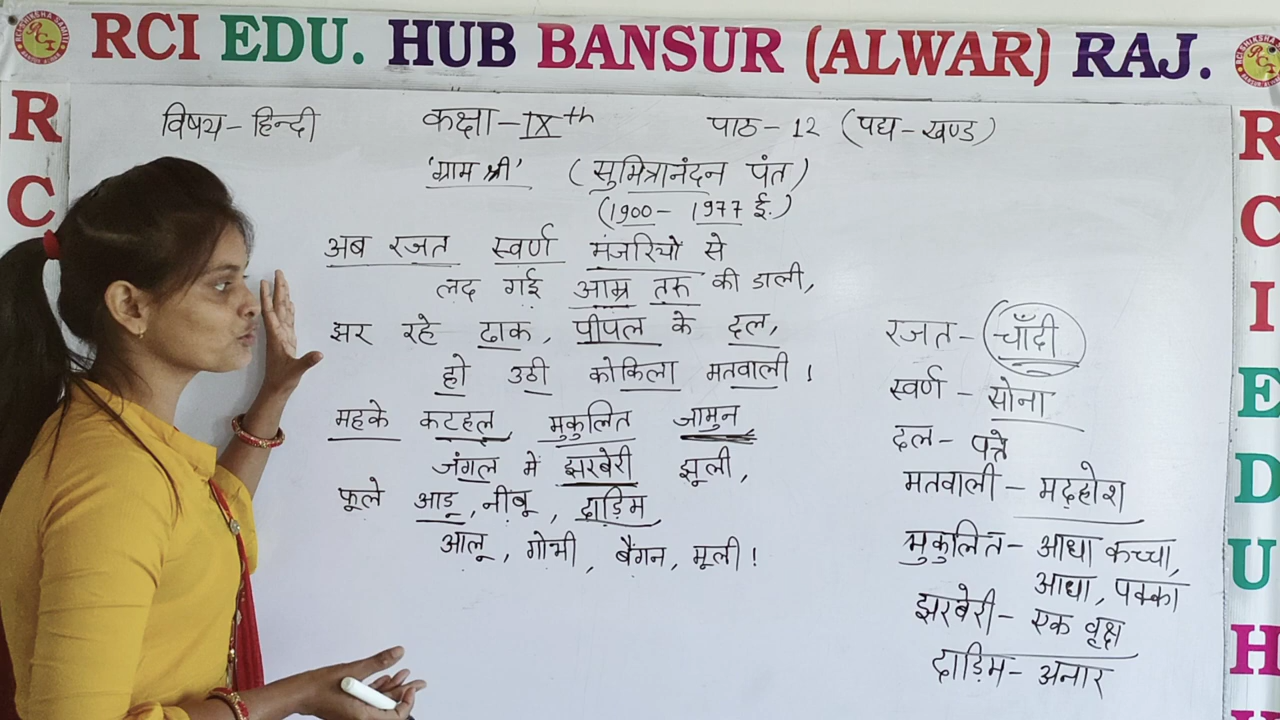 RCI EDU. HUB BANSUR (ALWAR) RAJ.
R
C
विषय - हिन्दी कक्षा - IXth पाठ - 12 (पद्य - खण्ड)
'ग्राम श्री' (सुमित्रानंदन पंत)
(1900 - 1977 ई.)
अब रजत स्वर्ण मंजरियो से
लद गई आम्र तरु की डाली,
झर रहे ढाक, पीपल के दल,
हो उठी कोकिला मतवाली !
महके कटहल, मुकुलित जामुन
जंगल में झरबेरी झूली,
फूले आडू, नीबू, दाड़िम
आलू, गोभी, बैंगन, मूली !
रजत - चाँदी
स्वर्ण - सोना
दल - पत्ते
मतवाली - मदहोश
मुकुलित - आधा कच्चा,
आधा, पक्का
झरबेरी - एक वृक्ष
दाड़िम - अनार
R
C
I
E
D
U
H